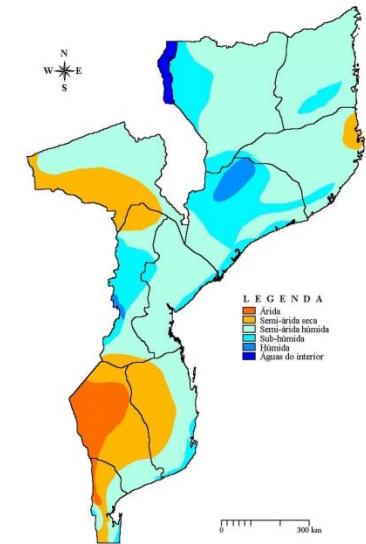 N
W E
S
L E G E N D A
Árida
Semi-árida seca
Semi-árida húmida
Sub-húmida
Húmida
Águas do interior
0 300 km